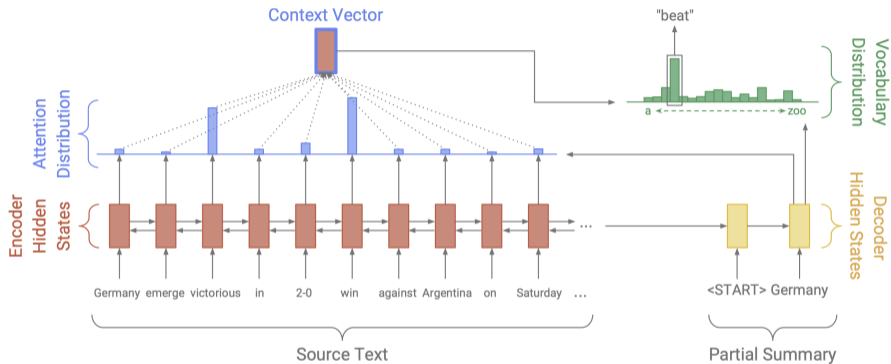 Context Vector
"beat"
Vocabulary
Distribution
a
zoo
Attention
Distribution
Encoder
Hidden
States
...
Decoder
Hidden States
Germany emerge victorious in 2-0 win against Argentina on Saturday ...
<START> Germany
Source Text
Partial Summary